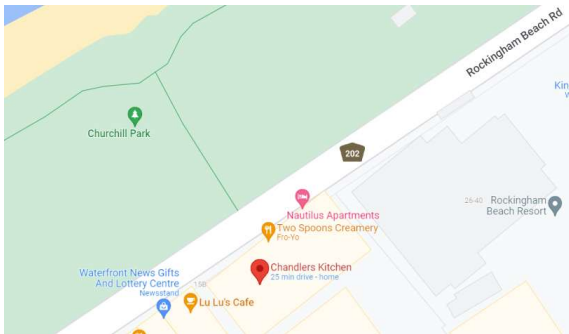 Rockingham Beach Rd
Kin
Churchill Park
202
26-40
Rockingham
Beach Resort
Nautilus Apartments
Two Spoons Creamery
Fro-Yo
Chandlers Kitchen
25 min drive - home
Waterfront News Gifts
And Lottery Centre
Newsstand
150
Lu Lu's Cafe